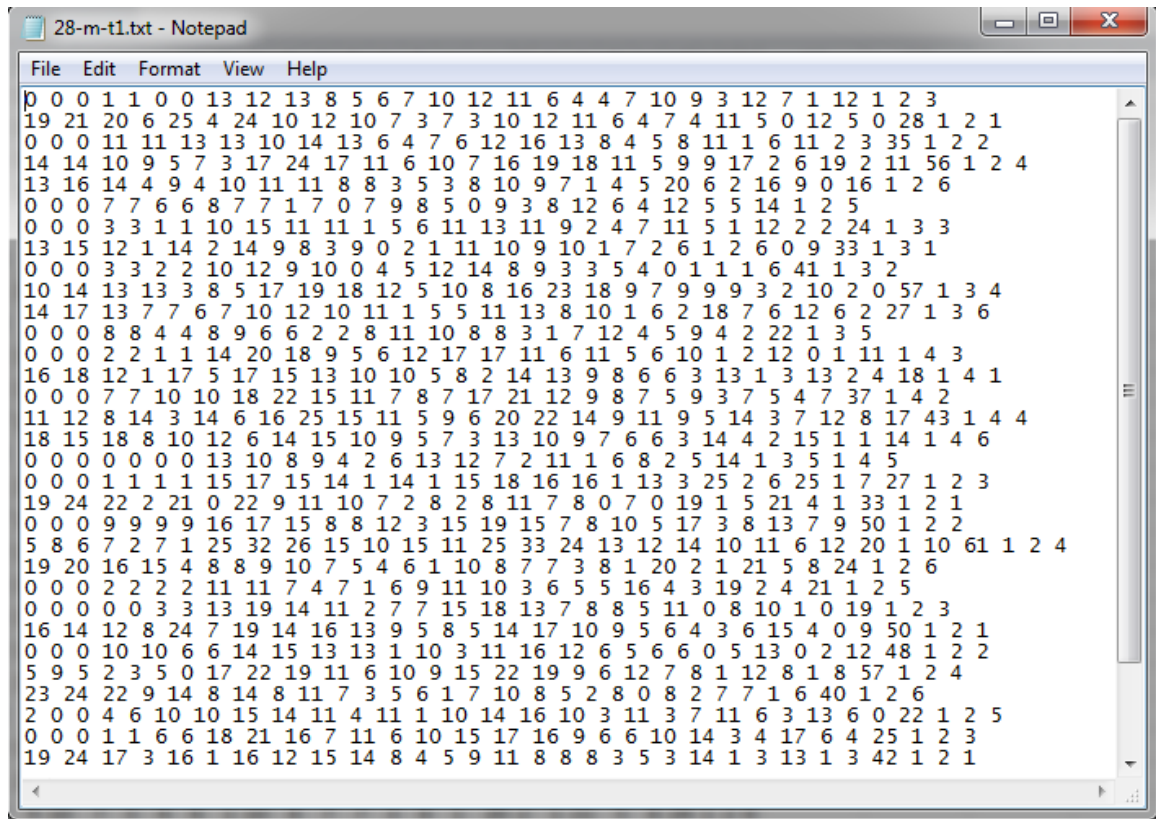 28-m-t1.txt - Notepad
File Edit Format View Help
0 0 0 1 1 0 0 13 12 13 8 5 6 7 10 12 11 6 4 4 7 10 9 3 12 7 1 12 1 2 3
19 21 20 6 25 4 24 10 12 10 7 3 7 3 10 12 11 6 4 7 4 11 5 0 12 5 0 28 1 2 1
0 0 0 11 11 13 13 10 14 13 6 4 7 6 12 16 13 8 4 5 8 11 1 6 11 2 3 35 1 2 2
14 14 10 9 5 7 3 17 24 17 11 6 10 7 16 19 18 11 5 9 9 17 2 6 19 2 11 56 1 2 4
13 16 14 4 9 4 10 11 11 8 8 3 5 3 8 10 9 7 1 4 5 20 6 2 16 9 0 16 1 2 6
0 0 0 7 7 6 6 8 7 7 1 7 0 7 9 8 5 0 9 3 8 12 6 4 12 5 5 14 1 2 5
0 0 0 3 3 1 1 10 15 11 11 1 5 6 11 13 11 9 2 4 7 11 5 1 12 2 2 24 1 3 3
13 15 12 1 14 2 14 9 8 3 9 0 2 1 11 10 9 10 1 7 2 6 1 2 6 0 9 33 1 3 1
0 0 0 3 3 2 2 10 12 9 10 0 4 5 12 14 8 9 3 3 5 4 0 1 1 1 6 41 1 3 2
10 14 13 13 3 8 5 17 19 18 12 5 10 8 16 23 18 9 7 9 9 9 3 2 10 2 0 57 1 3 4
14 17 13 7 7 6 7 10 12 10 11 1 5 5 11 13 8 10 1 6 2 18 7 6 12 6 2 27 1 3 6
0 0 0 8 8 4 4 8 9 6 6 2 2 8 11 10 8 8 3 1 7 12 4 5 9 4 2 22 1 3 5
0 0 0 2 2 1 1 14 20 18 9 5 6 12 17 17 11 6 11 5 6 10 1 2 12 0 1 11 1 4 3
16 18 12 1 17 5 17 15 13 10 10 5 8 2 14 13 9 8 6 6 3 13 1 3 13 2 4 18 1 4 1
0 0 0 7 7 10 10 18 22 15 11 7 8 7 17 21 12 9 8 7 5 9 3 7 5 4 7 37 1 4 2
11 12 8 14 3 14 6 16 25 15 11 5 9 6 20 22 14 9 11 9 5 14 3 7 12 8 17 43 1 4 4
18 15 18 8 10 12 6 14 15 10 9 5 7 3 13 10 9 7 6 6 3 14 4 2 15 1 1 14 1 4 6
0 0 0 0 0 0 0 13 10 8 9 4 2 6 13 12 7 2 11 1 6 8 2 5 14 1 3 5 1 4 5
0 0 0 1 1 1 1 15 17 15 14 1 14 1 15 18 16 16 1 13 3 25 2 6 25 1 7 27 1 2 3
19 24 22 2 21 0 22 9 11 10 7 2 8 2 8 11 7 8 0 7 0 19 1 5 21 4 1 33 1 2 1
0 0 0 9 9 9 9 16 17 15 8 8 12 3 15 19 15 7 8 10 5 17 3 8 13 7 9 50 1 2 2
5 8 6 7 2 7 1 25 32 26 15 10 15 11 25 33 24 13 12 14 10 11 6 12 20 1 10 61 1 2 4
19 20 16 15 4 8 8 9 10 7 5 4 6 1 10 8 7 7 3 8 1 20 2 1 21 5 8 24 1 2 6
0 0 0 2 2 2 2 11 11 7 4 7 1 6 9 11 10 3 6 5 5 16 4 3 19 2 4 21 1 2 5
0 0 0 0 0 3 3 13 19 14 11 2 7 7 15 18 13 7 8 8 5 11 0 8 10 1 0 19 1 2 3
16 14 12 8 24 7 19 14 16 13 9 5 8 5 14 17 10 9 5 6 4 3 6 15 4 0 9 50 1 2 1
0 0 0 10 10 6 6 14 15 13 13 1 10 3 11 16 12 6 5 6 6 0 5 13 0 2 12 48 1 2 2
5 9 5 2 3 5 0 17 22 19 11 6 10 9 15 22 19 9 6 12 7 8 1 12 8 1 8 57 1 2 4
23 24 22 9 14 8 14 8 11 7 3 5 6 1 7 10 8 5 2 8 0 8 2 7 7 1 6 40 1 2 6
2 0 0 4 6 10 10 15 14 11 4 11 1 10 14 16 10 3 11 3 7 11 6 3 13 6 0 22 1 2 5
0 0 0 1 1 6 6 18 21 16 7 11 6 10 15 17 16 9 6 6 10 14 3 4 17 6 4 25 1 2 3
19 24 17 3 16 1 16 12 15 14 8 4 5 9 11 8 8 8 3 5 3 14 1 3 13 1 3 42 1 2 1